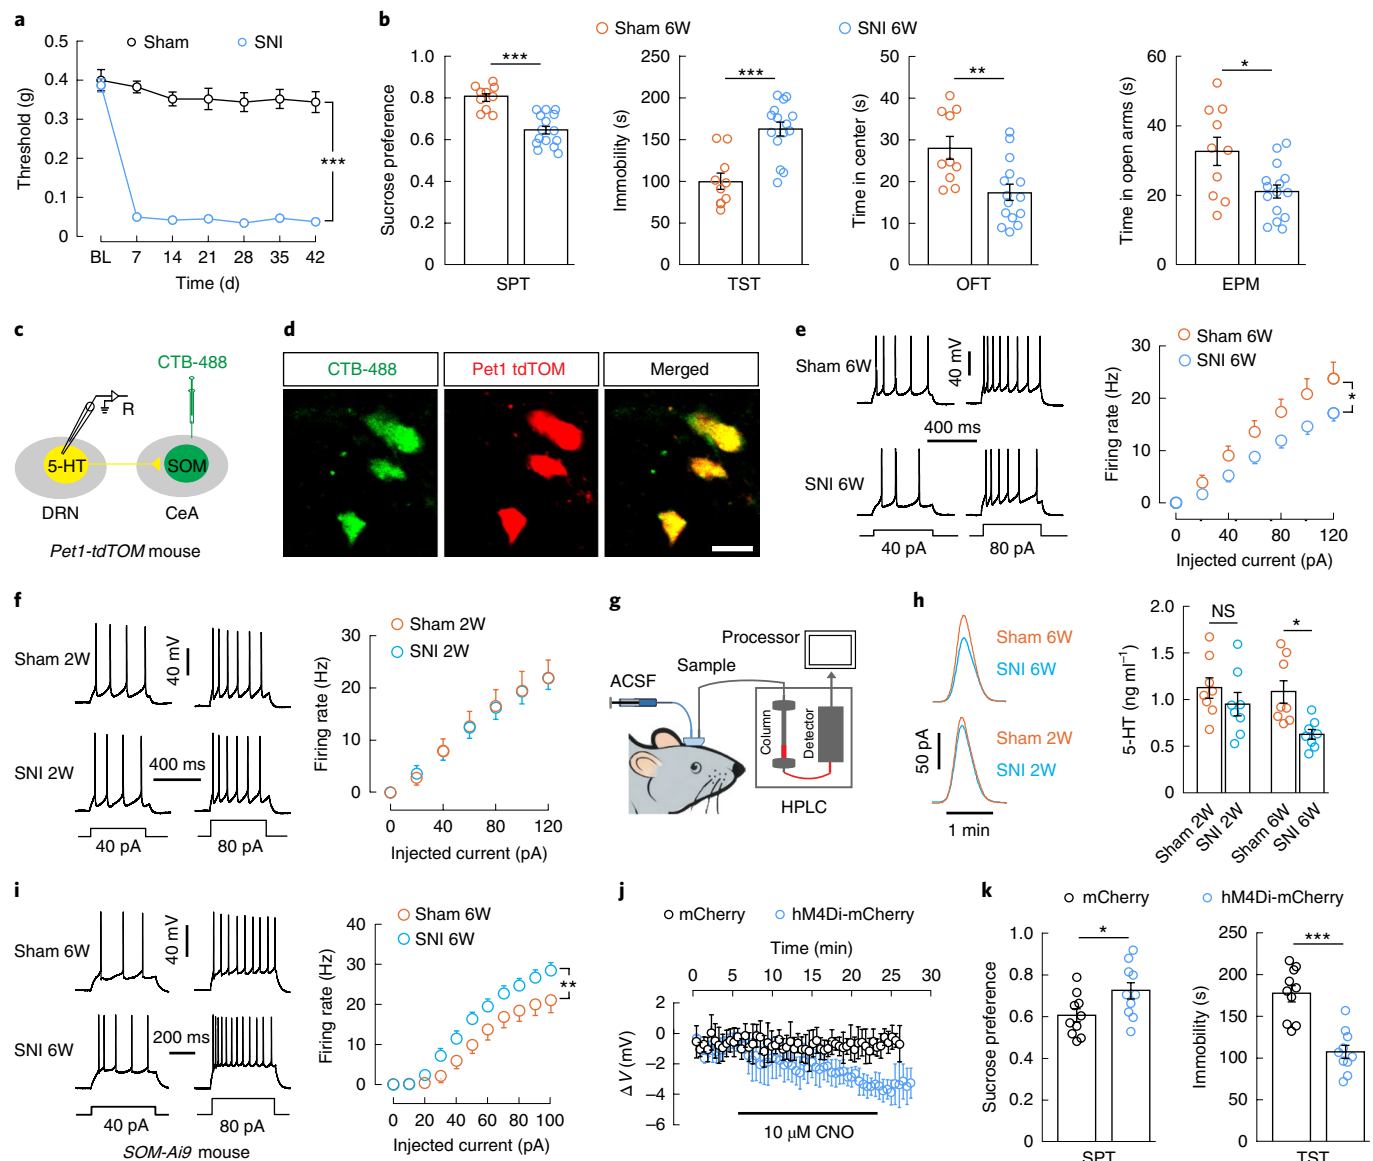 a
Sham SNI
0.5
0.4
0.3
0.2
0.1
0
Threshold (g)
***
BL 7 14 21 28 35 42
Time (d)
b
Sham 6W SNI 6W
1.0
0.8
0.6
0.4
0.2
0
Sucrose preference
***
SPT
250
200
150
100
50
0
Immobility (s)
***
TST
50
40
30
20
10
0
Time in center (s)
**
OFT
60
40
20
0
Time in open arms (s)
*
EPM
c
CTB-488
R
5-HT SOM
DRN CeA
Pet1-tdTOM mouse
d
CTB-488 Pet1 tdTOM Merged
e
Sham 6W
40 mV
400 ms
SNI 6W
40 pA 80 pA
Sham 6W
SNI 6W
30
20
10
0
Firing rate (Hz)
*
0 40 80 120
Injected current (pA)
f
Sham 2W
40 mV
SNI 2W
400 ms
40 pA 80 pA
Sham 2W
SNI 2W
30
20
10
0
Firing rate (Hz)
0 40 80 120
Injected current (pA)
g
Processor
Sample
ACSF
Column
Detector
HPLC
h
Sham 6W
SNI 6W
Sham 2W
SNI 2W
50 pA
1 min
2.0
1.5
1.0
0.5
0
5-HT (ng ml−1)
NS *
Sham 2W
SNI 2W
Sham 6W
SNI 6W
i
Sham 6W
40 mV
SNI 6W
200 ms
40 pA 80 pA
SOM-Ai9 mouse
Sham 6W
SNI 6W
40
30
20
10
0
Firing rate (Hz)
**
0 20 40 60 80 100
Injected current (pA)
j
mCherry hM4Di-mCherry
Time (min)
0 5 10 15 20 25 30
2
0
−2
−4
−6
ΔV (mV)
10 μM CNO
k
mCherry hM4Di-mCherry
1.0
0.8
0.6
0.4
0.2
0
Sucrose preference
*
SPT
250
200
150
100
50
0
Immobility (s)
***
TST